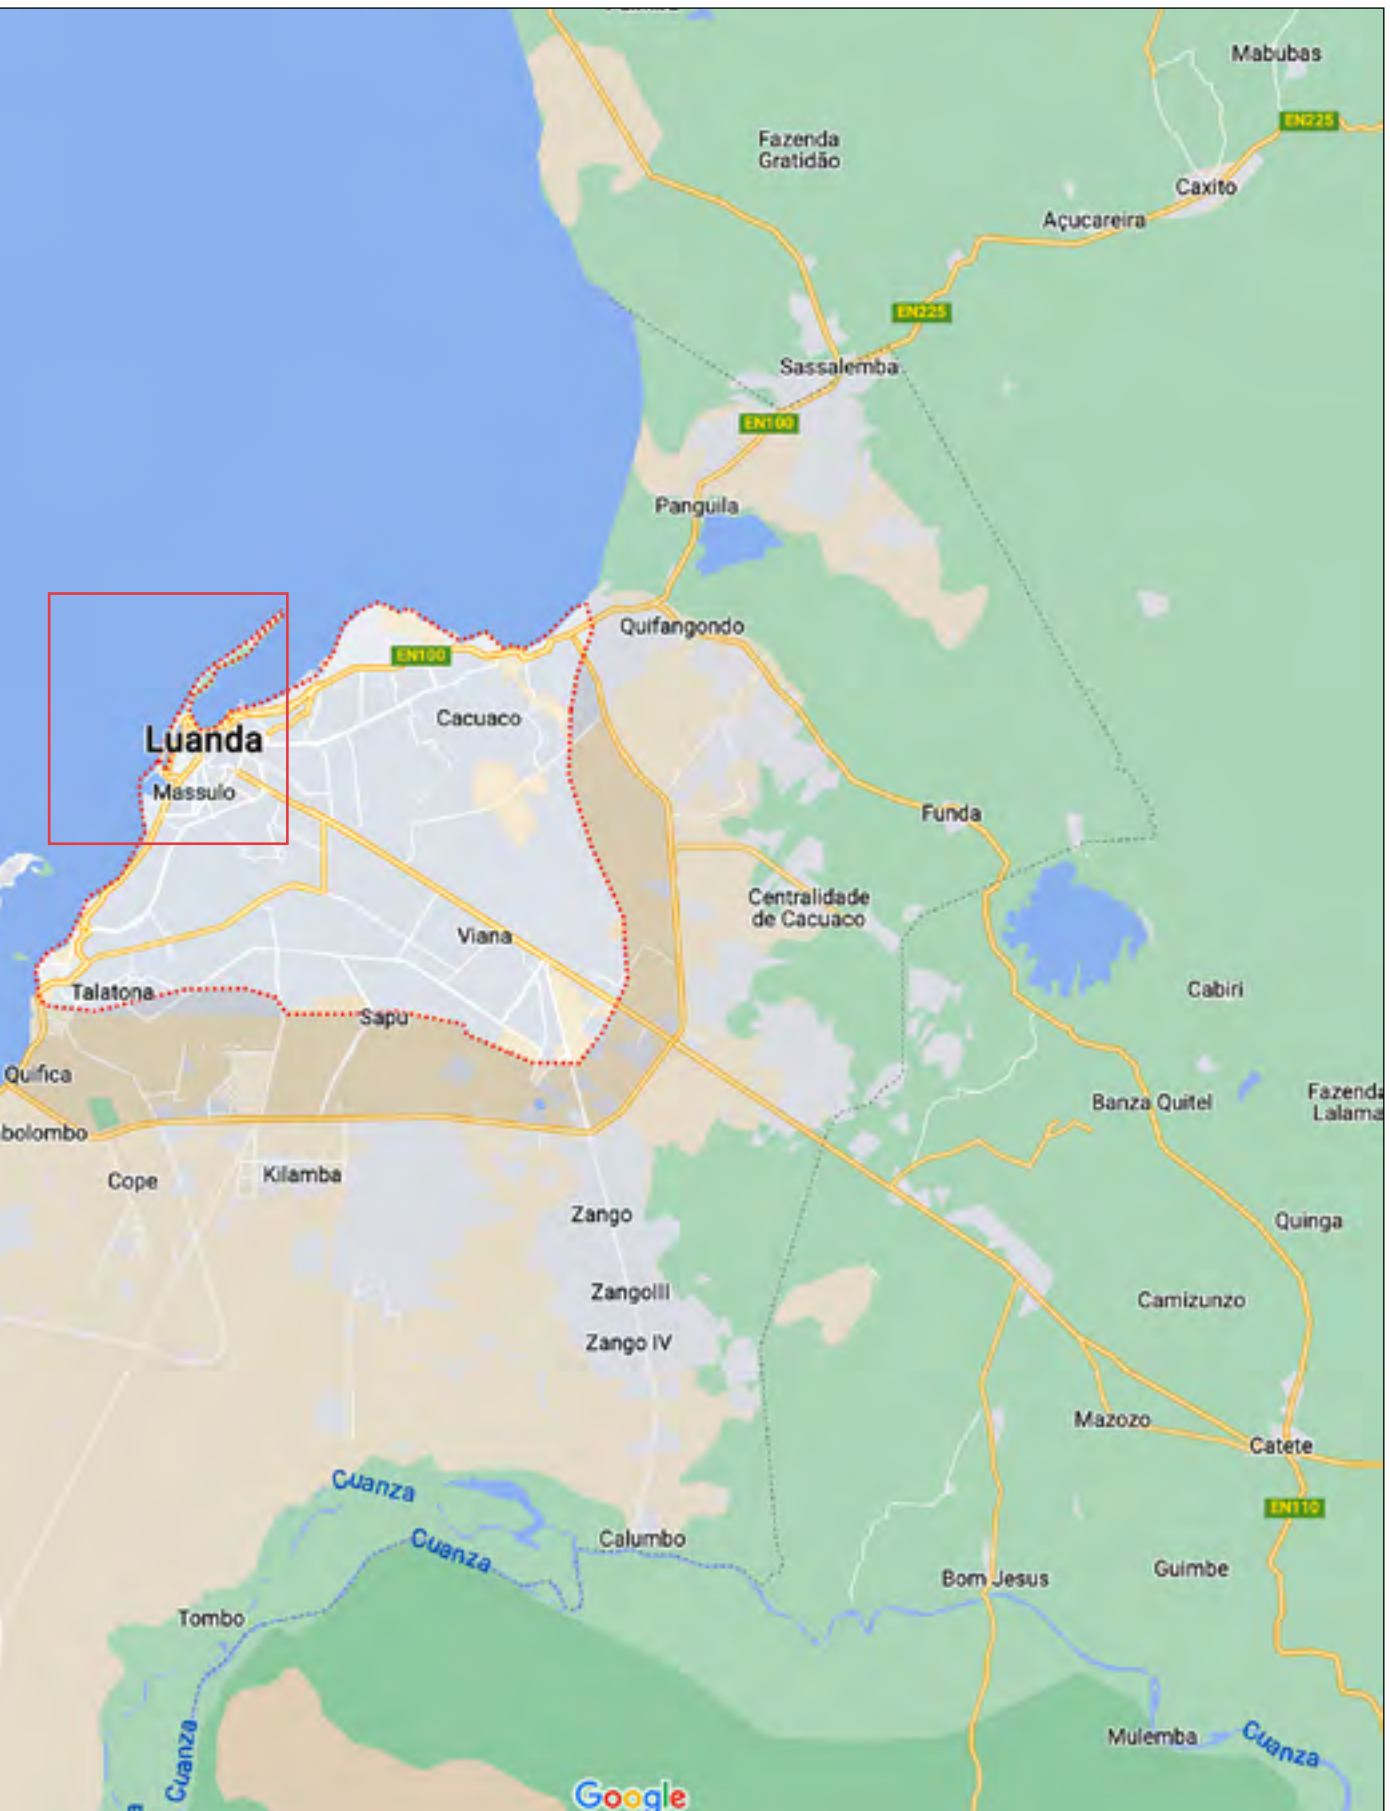 Mabubas
EN225
Fazenda
Gratidão
Caxito
Açucareira
EN225
Sassalemba
EN100
Panguila
Quifangondo
EN100
Cacuaco
Luanda
Massulo
Funda
Centralidade
de Cacuaco
Viana
Talatona
Cabiri
Sapu
Quifica
Banza Quitel
Fazenda
Lalama
bolombo
Cope
Kilamba
Zango
Quinga
ZangoIII
Camizunzo
Zango IV
Mazozo
Catete
Cuanza
EN110
Cuanza
Calumbo
Bom Jesus
Guimbe
Tombo
Cuanza
Mulemba
Cuanza
Google